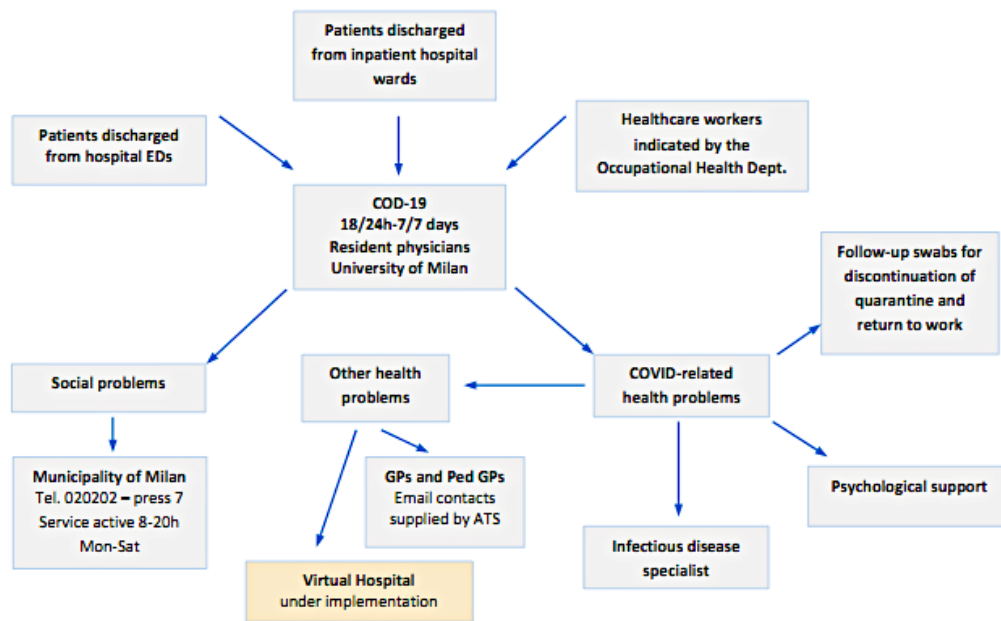 Patients discharged
from inpatient hospital
wards
Patients discharged
from hospital EDs
Healthcare workers
indicated by the
Occupational Health Dept.
COD-19
18/24h-7/7 days
Resident physicians
University of Milan
Follow-up swabs for
discontinuation of
quarantine and
return to work
Social problems
Other health
problems
COVID-related
health problems
Municipality of Milan
Tel. 020202 – press 7
Service active 8-20h
Mon-Sat
GPs and Ped GPs
Email contacts
supplied by ATS
Psychological support
Infectious disease
specialist
Virtual Hospital
under implementation